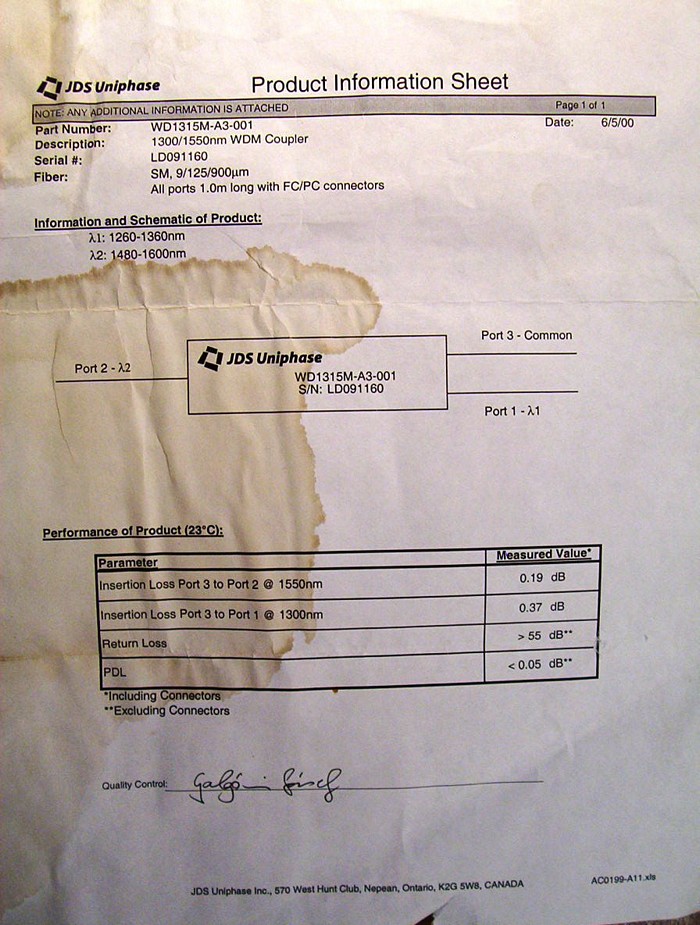 JDS Uniphase
Product Information Sheet
NOTE: ANY ADDITIONAL INFORMATION IS ATTACHED
Page 1 of 1
Part Number: WD1315M-A3-001
Date: 6/5/00
Description: 1300/1550nm WDM Coupler
Serial #: LD091160
Fiber: SM, 9/125/900µm
All ports 1.0m long with FC/PC connectors
Information and Schematic of Product:
λ1: 1260-1360nm
λ2: 1480-1600nm
Port 3 - Common
JDS Uniphase
Port 2 - λ2
WD1315M-A3-001
S/N: LD091160
Port 1 - λ1
Performance of Product (23°C):
Parameter Measured Value*
Insertion Loss Port 3 to Port 2 @ 1550nm 0.19 dB
Insertion Loss Port 3 to Port 1 @ 1300nm 0.37 dB
Return Loss > 55 dB**
PDL < 0.05 dB**
*Including Connectors
**Excluding Connectors
Quality Control:
JDS Uniphase Inc., 570 West Hunt Club, Nepean, Ontario, K2G 5W8, CANADA
AC0199-A11.xls